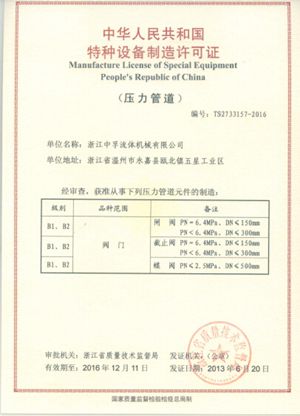 中华人民共和国
特种设备制造许可证
Manufacture License of Special Equipment
People's Republic of China
(压力管道)
编号: TS2733157-2016
单位名称: 浙江中孚流体机械有限公司
单位地址: 浙江省温州市永嘉县瓯北镇五星工业区
经审查, 获准从事下列压力管道元件的制造:
级别 品种范围 备注
B1、B2 阀门 闸 阀 PN=6.4MPa、DN≤150mm
PN<6.4MPa、DN≤300mm
B1、B2 截止阀 PN=6.4MPa、DN≤150mm
PN<6.4MPa、DN≤300mm
B1、B2 蝶 阀 PN≤2.5MPa、DN≤500mm
审批机关: 浙江省质量技术监督局 发证机关: (公章)
有效期至: 2016 年 12 月 11 日 发证日期: 2013 年 6 月 20 日
国家质量监督检验检疫总局制